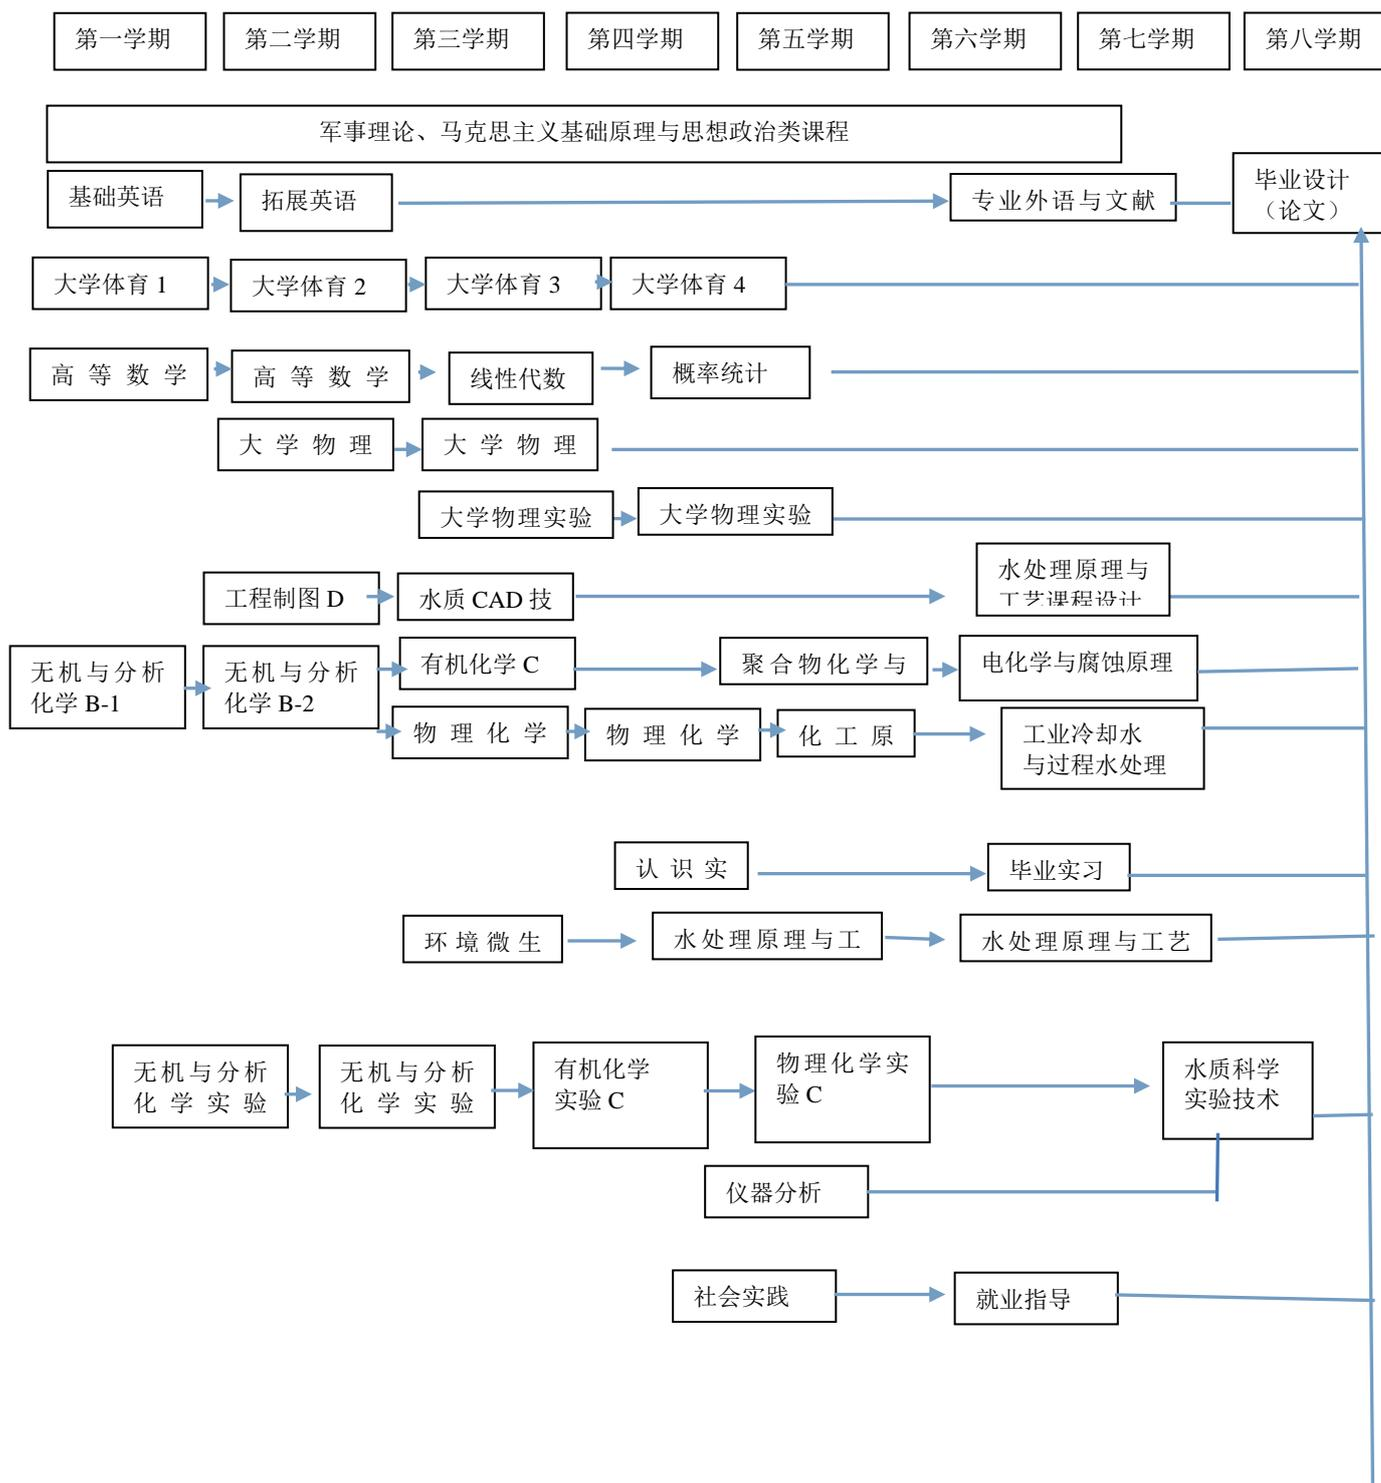 第一学期
第二学期
第三学期
第四学期
第五学期
第六学期
第七学期
第八学期
军事理论、马克思主义基础原理与思想政治类课程
基础英语
拓展英语
专业外语与文献
毕业设计
（论文）
大学体育 1
大学体育 2
大学体育 3
大学体育 4
高等数学
高等数学
线性代数
概率统计
大学物理
大学物理
大学物理实验
大学物理实验
工程制图 D
水质 CAD 技
水处理原理与
工艺课程设计
无机与分析
化学 B-1
无机与分析
化学 B-2
有机化学 C
聚合物化学与
电化学与腐蚀原理
物理化学
物理化学
化工原
工业冷却水
与过程水处理
认识实
毕业实习
环境微生
水处理原理与工
水处理原理与工艺
无机与分析
化学实验
无机与分析
化学实验
有机化学
实验 C
物理化学实
验 C
水质科学
实验技术
仪器分析
社会实践
就业指导